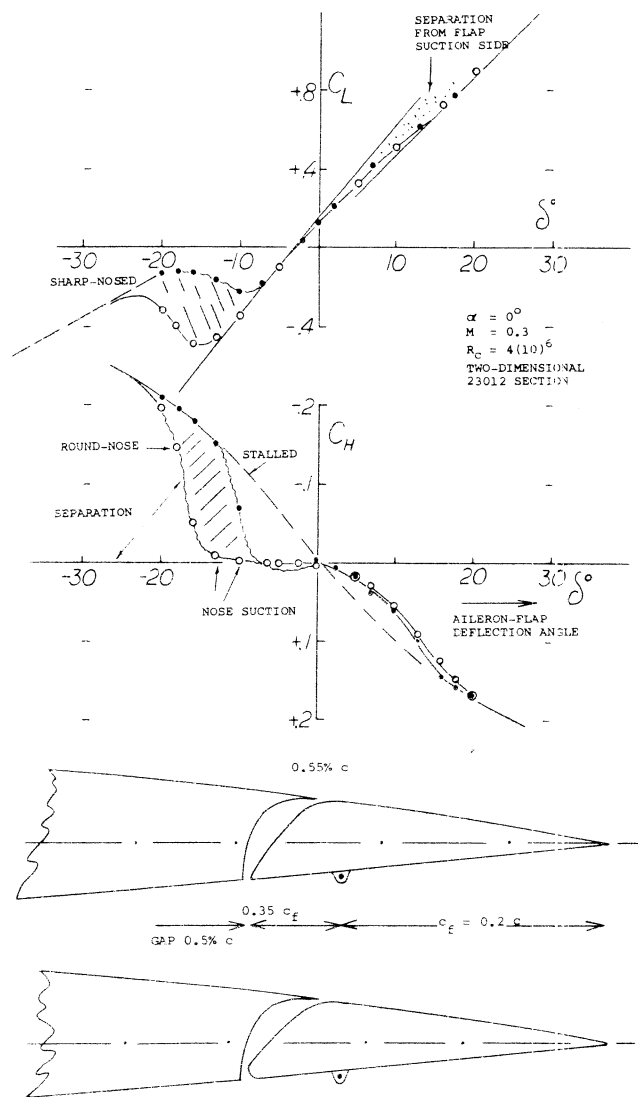 SEPARATION
FROM FLAP
SUCTION SIDE
+.8 C_L
+.4
δ°
-30 -20 -10 0 10 20 30
SHARP-NOSED
-.4
α = 0°
M = 0.3
R_C = 4(10)^6
TWO-DIMENSIONAL
23012 SECTION
-.2
C_H
ROUND-NOSE
STALLED
-.1
SEPARATION
-30 -20 -10 0 20 30 δ°
NOSE SUCTION
AILERON-FLAP
DEFLECTION ANGLE
+.1
+.2
0.55% c
0.35 c_f
c_f = 0.2 c
GAP 0.5% c